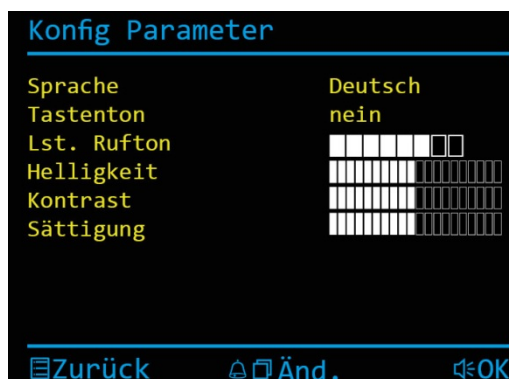 Konfig Parameter
Sprache Deutsch
Tastenton nein
Lst. Rufton
Helligkeit
Kontrast
Sättigung
Zurück Änd. OK